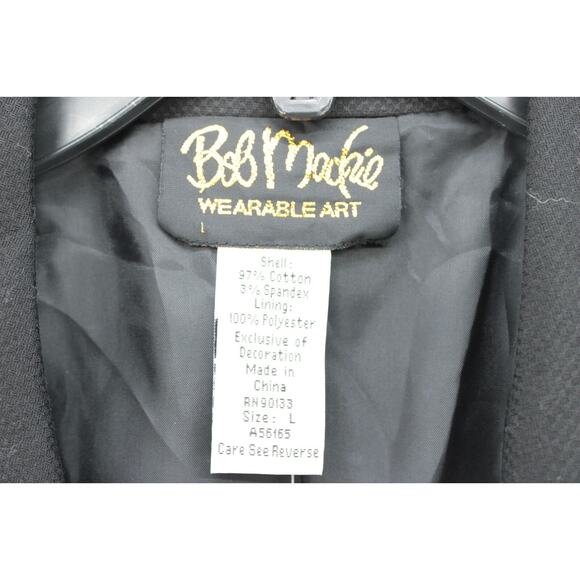 Bob Mackie
WEARABLE ART
Shell:
97% Cotton
3% Spandex
Lining:
100% Polyester
Exclusive of
Decoration
Made in
China
RN90133
Size: L
A56165
Care See Reverse